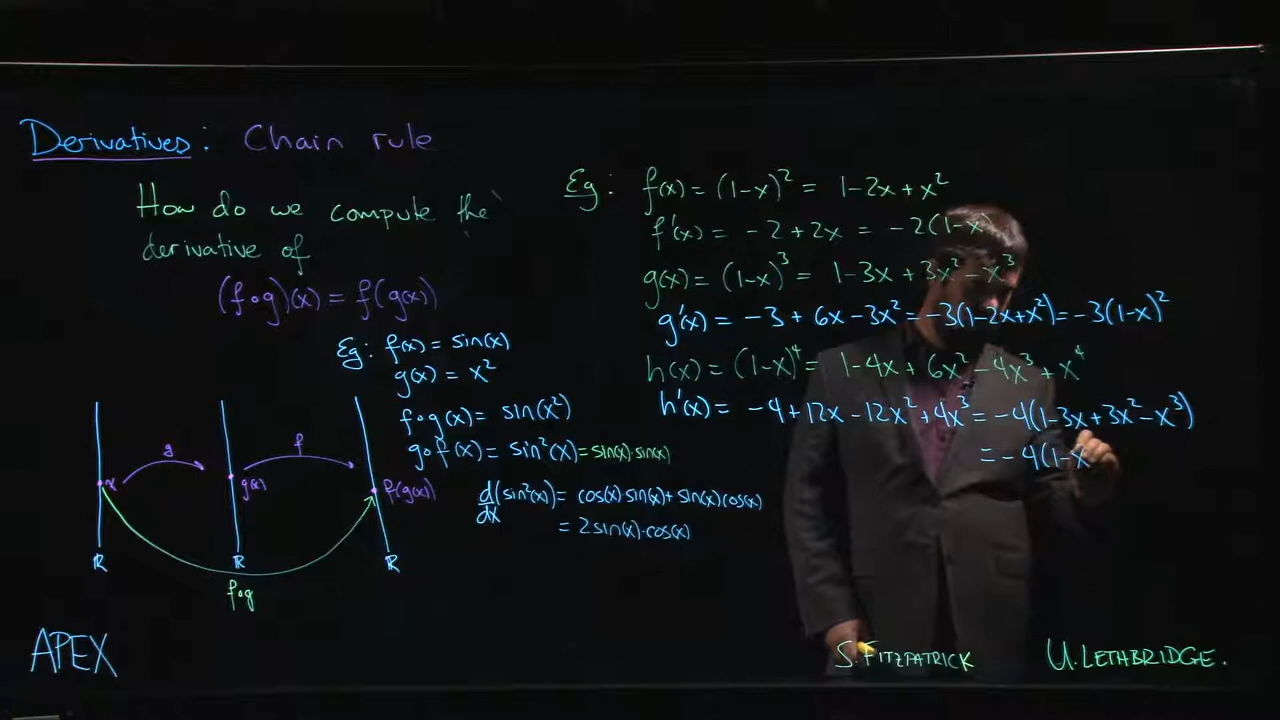 Derivatives: Chain rule
How do we compute the
derivative of
(f∘g)(x) = f(g(x))
Eg: f(x) = sin(x)
g(x) = x²
f∘g(x) = sin(x²)
g∘f(x) = sin²(x) = sin(x)·sin(x)
d/dx (sin²(x)) = cos(x)·sin(x) + sin(x)cos(x)
= 2sin(x)·cos(x)
g f
x g(x) f(g(x))
ℝ ℝ ℝ
f∘g
Eg: f(x) = (1-x)² = 1-2x+x²
f'(x) = -2+2x = -2(1-x)
g(x) = (1-x)³ = 1-3x+3x²-x³
g'(x) = -3+6x-3x² = -3(1-2x+x²) = -3(1-x)²
h(x) = (1-x)⁴ = 1-4x+6x²-4x³+x⁴
h'(x) = -4+12x-12x²+4x³ = -4(1-3x+3x²-x³)
= -4(1-x
APEX
S. FITZPATRICK
U. LETHBRIDGE.